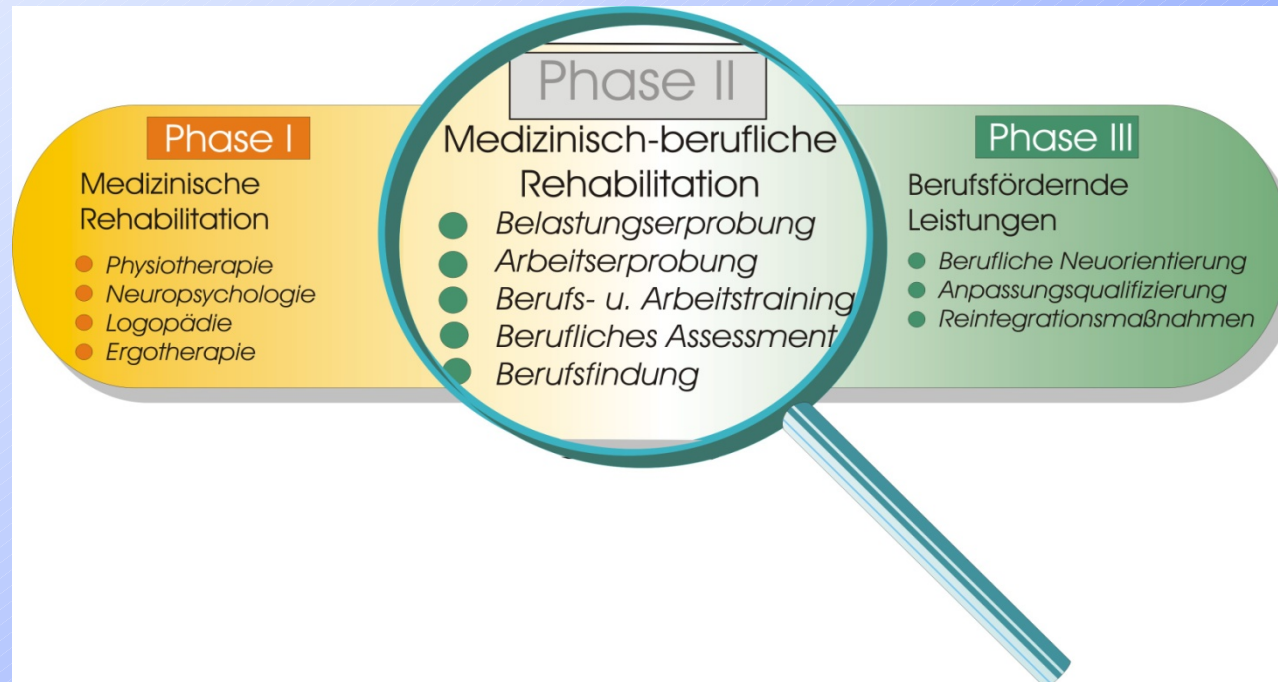 Phase I
Medizinische
Rehabilitation
Physiotherapie
Neuropsychologie
Logopädie
Ergotherapie
Phase II
Medizinisch-berufliche
Rehabilitation
Belastungserprobung
Arbeitserprobung
Berufs- u. Arbeitstraining
Berufliches Assessment
Berufsfindung
Phase III
Berufsfördernde
Leistungen
Berufliche Neuorientierung
Anpassungsqualifizierung
Reintegrationsmaßnahmen